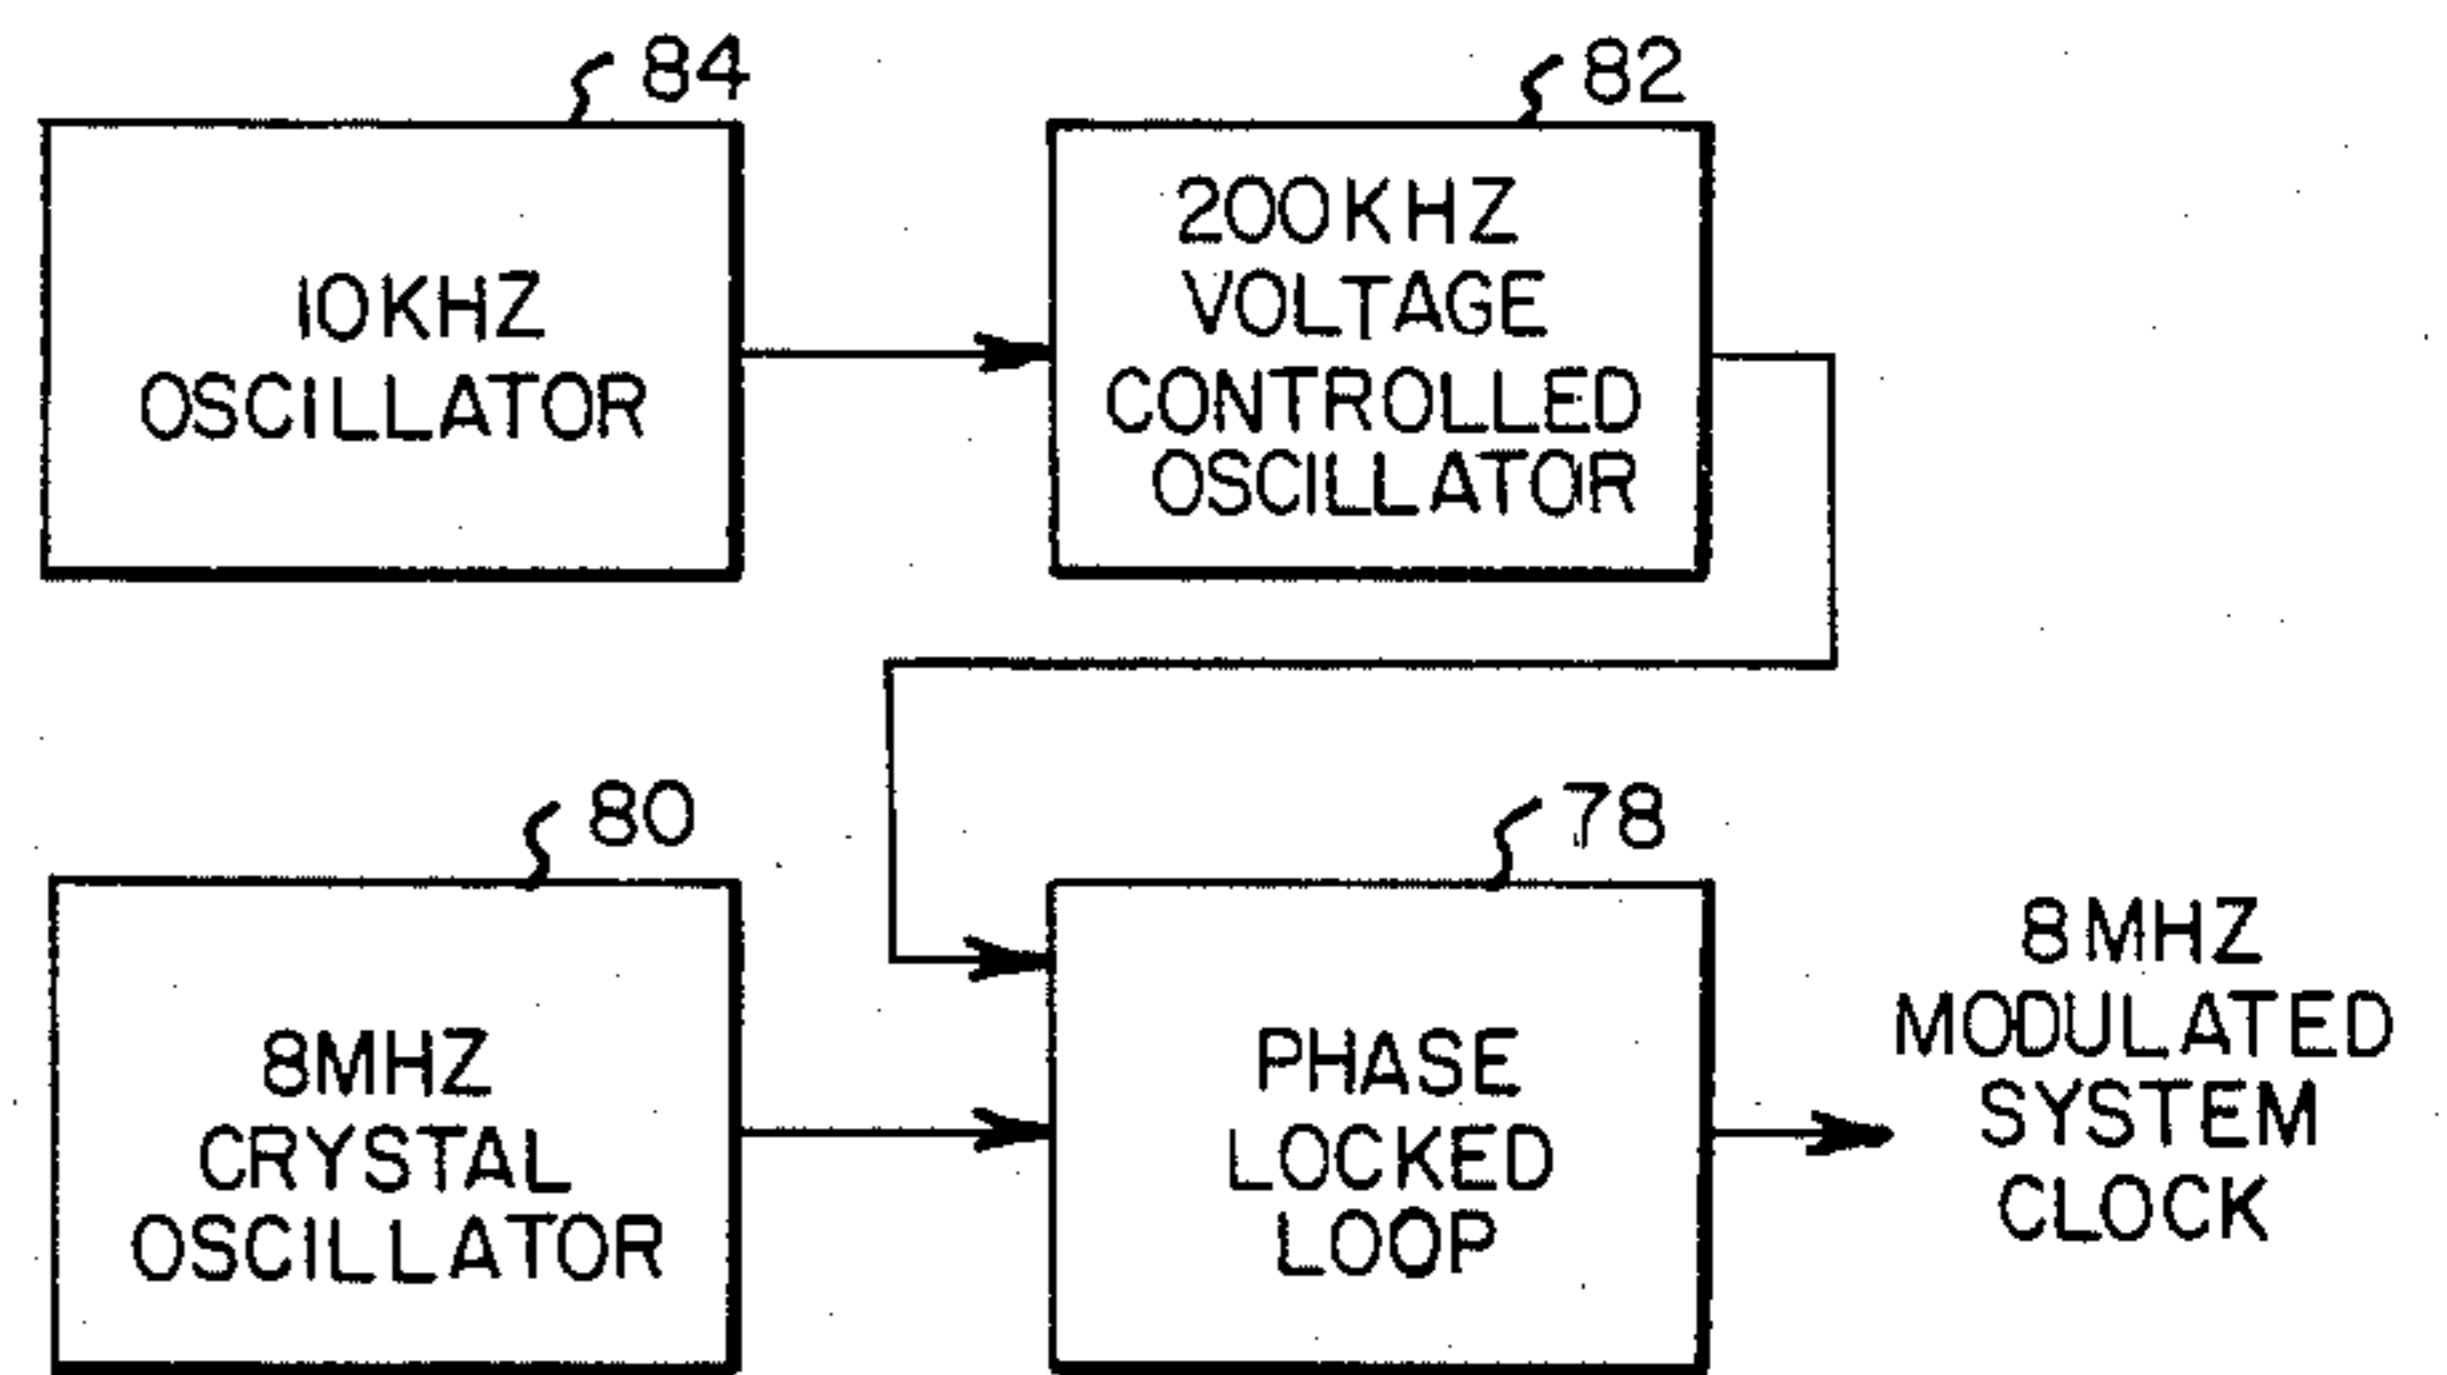 84
10KHZ
OSCILLATOR
82
200KHZ
VOLTAGE
CONTROLLED
OSCILLATOR
80
8MHZ
CRYSTAL
OSCILLATOR
78
PHASE
LOCKED
LOOP
8MHZ
MODULATED
SYSTEM
CLOCK